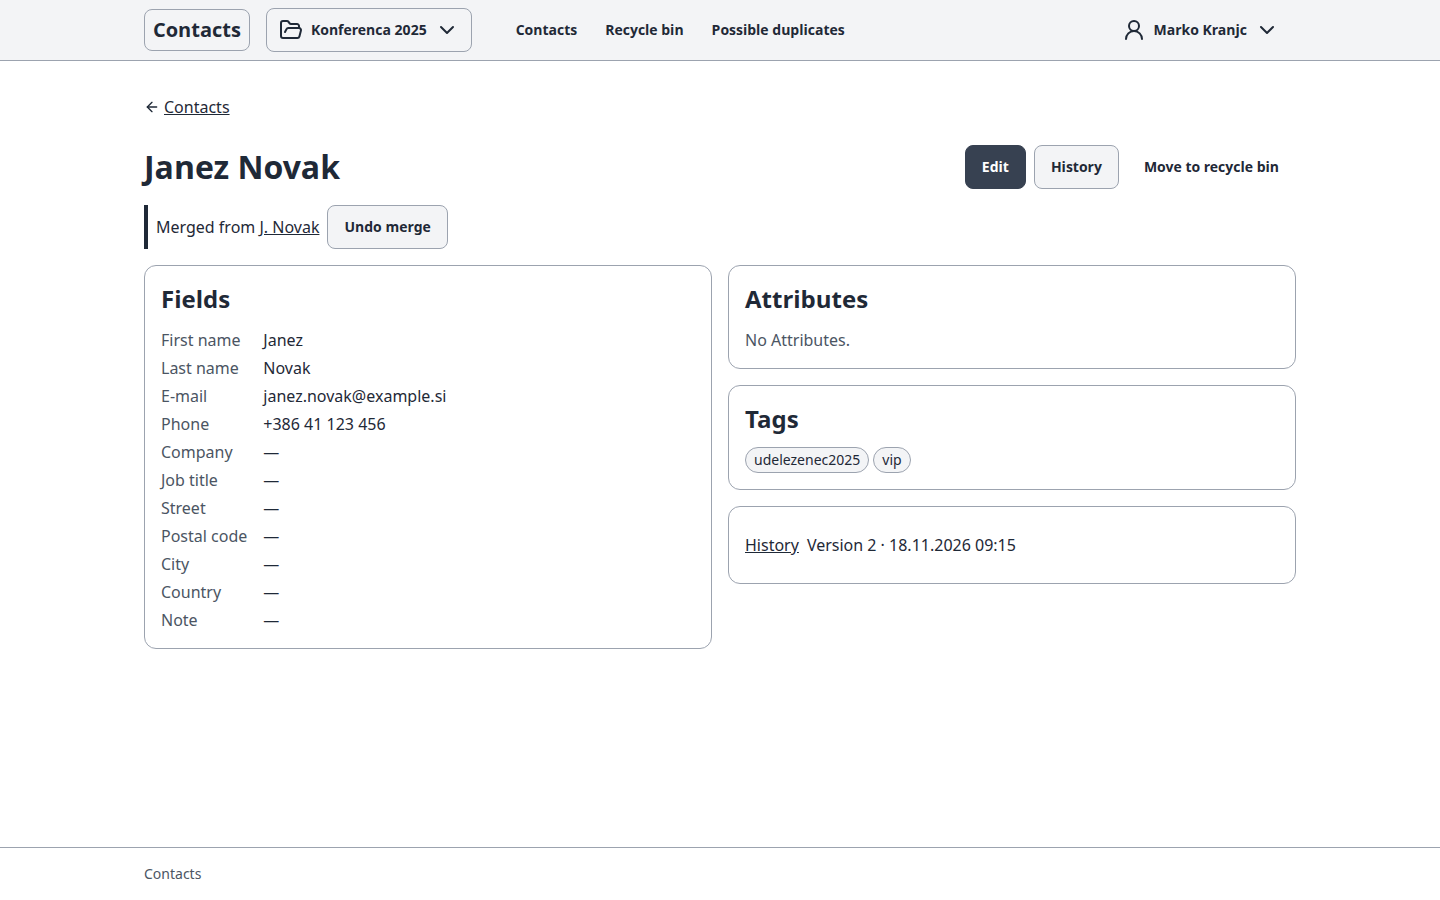 Contacts Konferenca 2025 Contacts Recycle bin Possible duplicates Marko Kranjc
← Contacts
Janez Novak
Edit History Move to recycle bin
Merged from J. Novak Undo merge
Fields
First name Janez
Last name Novak
E-mail janez.novak@example.si
Phone +386 41 123 456
Company —
Job title —
Street —
Postal code —
City —
Country —
Note —
Attributes
No Attributes.
Tags
udelezenec2025 vip
History Version 2 · 18.11.2026 09:15
Contacts